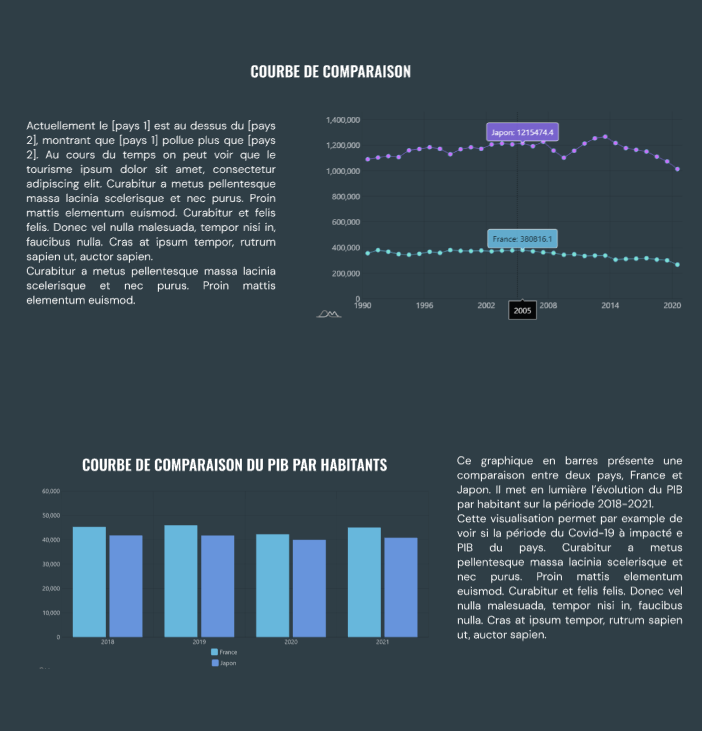 COURBE DE COMPARAISON
Actuellement le [pays 1] est au dessus du [pays
2], montrant que [pays 1] pollue plus que [pays
2]. Au cours du temps on peut voir que le
tourisme ipsum dolor sit amet, consectetur
adipiscing elit. Curabitur a metus pellentesque
massa lacinia scelerisque et nec purus. Proin
mattis elementum euismod. Curabitur et felis
felis. Donec vel nulla malesuada, tempor nisi in,
faucibus nulla. Cras at ipsum tempor, rutrum
sapien ut, auctor sapien.
Curabitur a metus pellentesque massa lacinia
scelerisque et nec purus. Proin mattis
elementum euismod.
1,400,000
1,200,000
1,000,000
800,000
600,000
400,000
200,000
0
Japon: 1215474.4
France: 380816.1
1990 1996 2002 2008 2014 2020
2005
COURBE DE COMPARAISON DU PIB PAR HABITANTS
60,000
50,000
40,000
30,000
20,000
10,000
0
2018 2019 2020 2021
France
Japon
Ce graphique en barres présente une
comparaison entre deux pays, France et
Japon. Il met en lumière l'évolution du PIB
par habitant sur la période 2018-2021.
Cette visualisation permet par example de
voir si la période du Covid-19 à impacté e
PIB du pays. Curabitur a metus
pellentesque massa lacinia scelerisque et
nec purus. Proin mattis elementum
euismod. Curabitur et felis felis. Donec vel
nulla malesuada, tempor nisi in, faucibus
nulla. Cras at ipsum tempor, rutrum sapien
ut, auctor sapien.